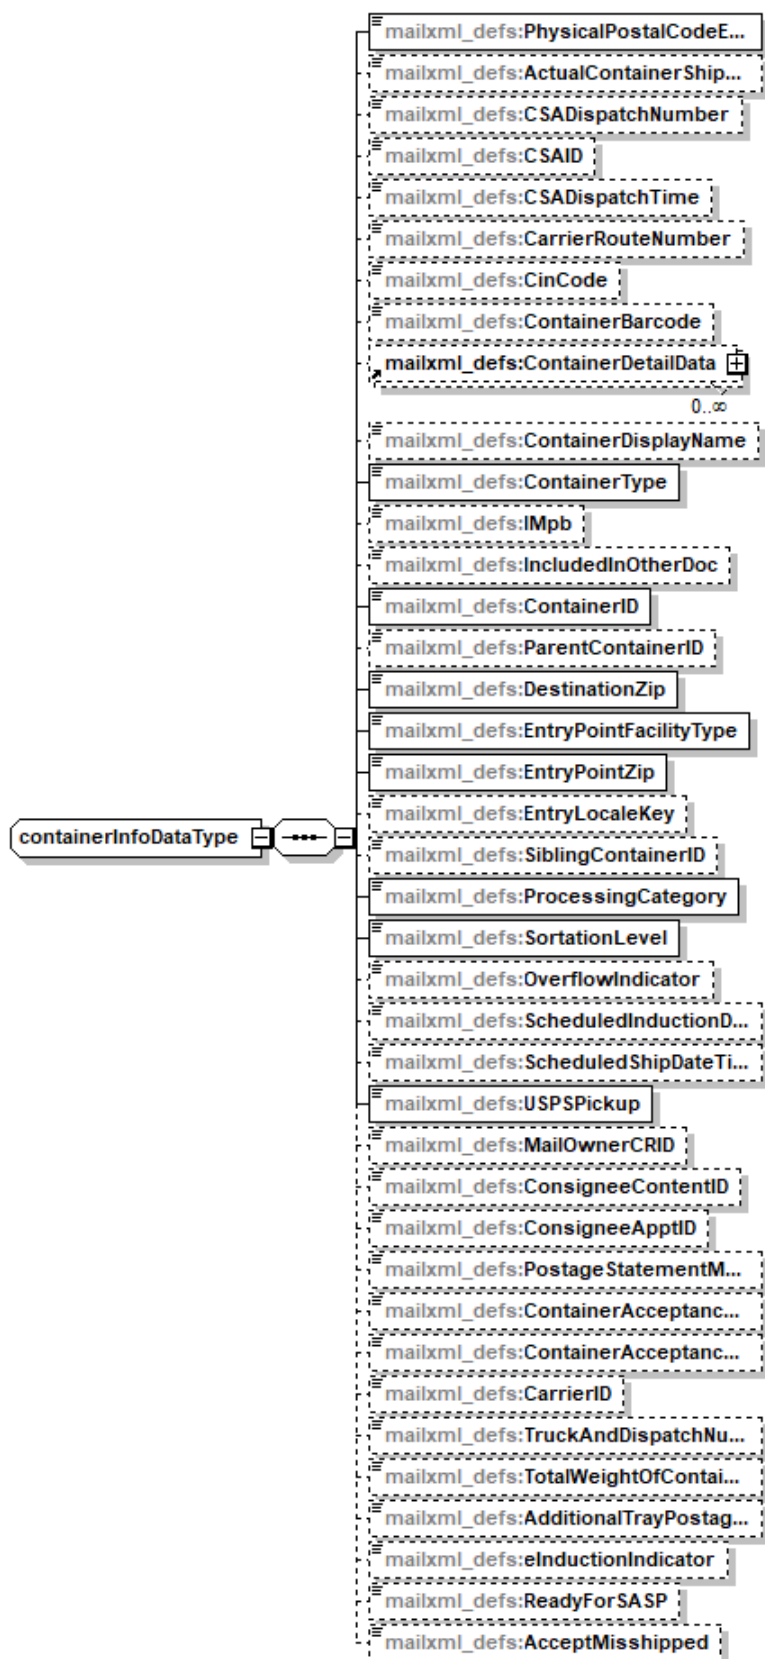 mailxml_defs:PhysicalPostalCodeE...
mailxml_defs:ActualContainerShip...
mailxml_defs:CSADispatchNumber
mailxml_defs:CSAID
mailxml_defs:CSADispatchTime
mailxml_defs:CarrierRouteNumber
mailxml_defs:CinCode
mailxml_defs:ContainerBarcode
mailxml_defs:ContainerDetailData
0..∞
mailxml_defs:ContainerDisplayName
mailxml_defs:ContainerType
mailxml_defs:IMpb
mailxml_defs:IncludedInOtherDoc
mailxml_defs:ContainerID
mailxml_defs:ParentContainerID
mailxml_defs:DestinationZip
mailxml_defs:EntryPointFacilityType
mailxml_defs:EntryPointZip
mailxml_defs:EntryLocaleKey
containerInfoDataType
mailxml_defs:SiblingContainerID
mailxml_defs:ProcessingCategory
mailxml_defs:SortationLevel
mailxml_defs:OverflowIndicator
mailxml_defs:ScheduledInductionD...
mailxml_defs:ScheduledShipDateTi...
mailxml_defs:USPSPickup
mailxml_defs:MailOwnerCRID
mailxml_defs:ConsigneeContentID
mailxml_defs:ConsigneeApptID
mailxml_defs:PostageStatementM...
mailxml_defs:ContainerAcceptanc...
mailxml_defs:ContainerAcceptanc...
mailxml_defs:CarrierID
mailxml_defs:TruckAndDispatchNu...
mailxml_defs:TotalWeightOfContai...
mailxml_defs:AdditionalTrayPostag...
mailxml_defs:eInductionIndicator
mailxml_defs:ReadyForSASP
mailxml_defs:AcceptMisshipped